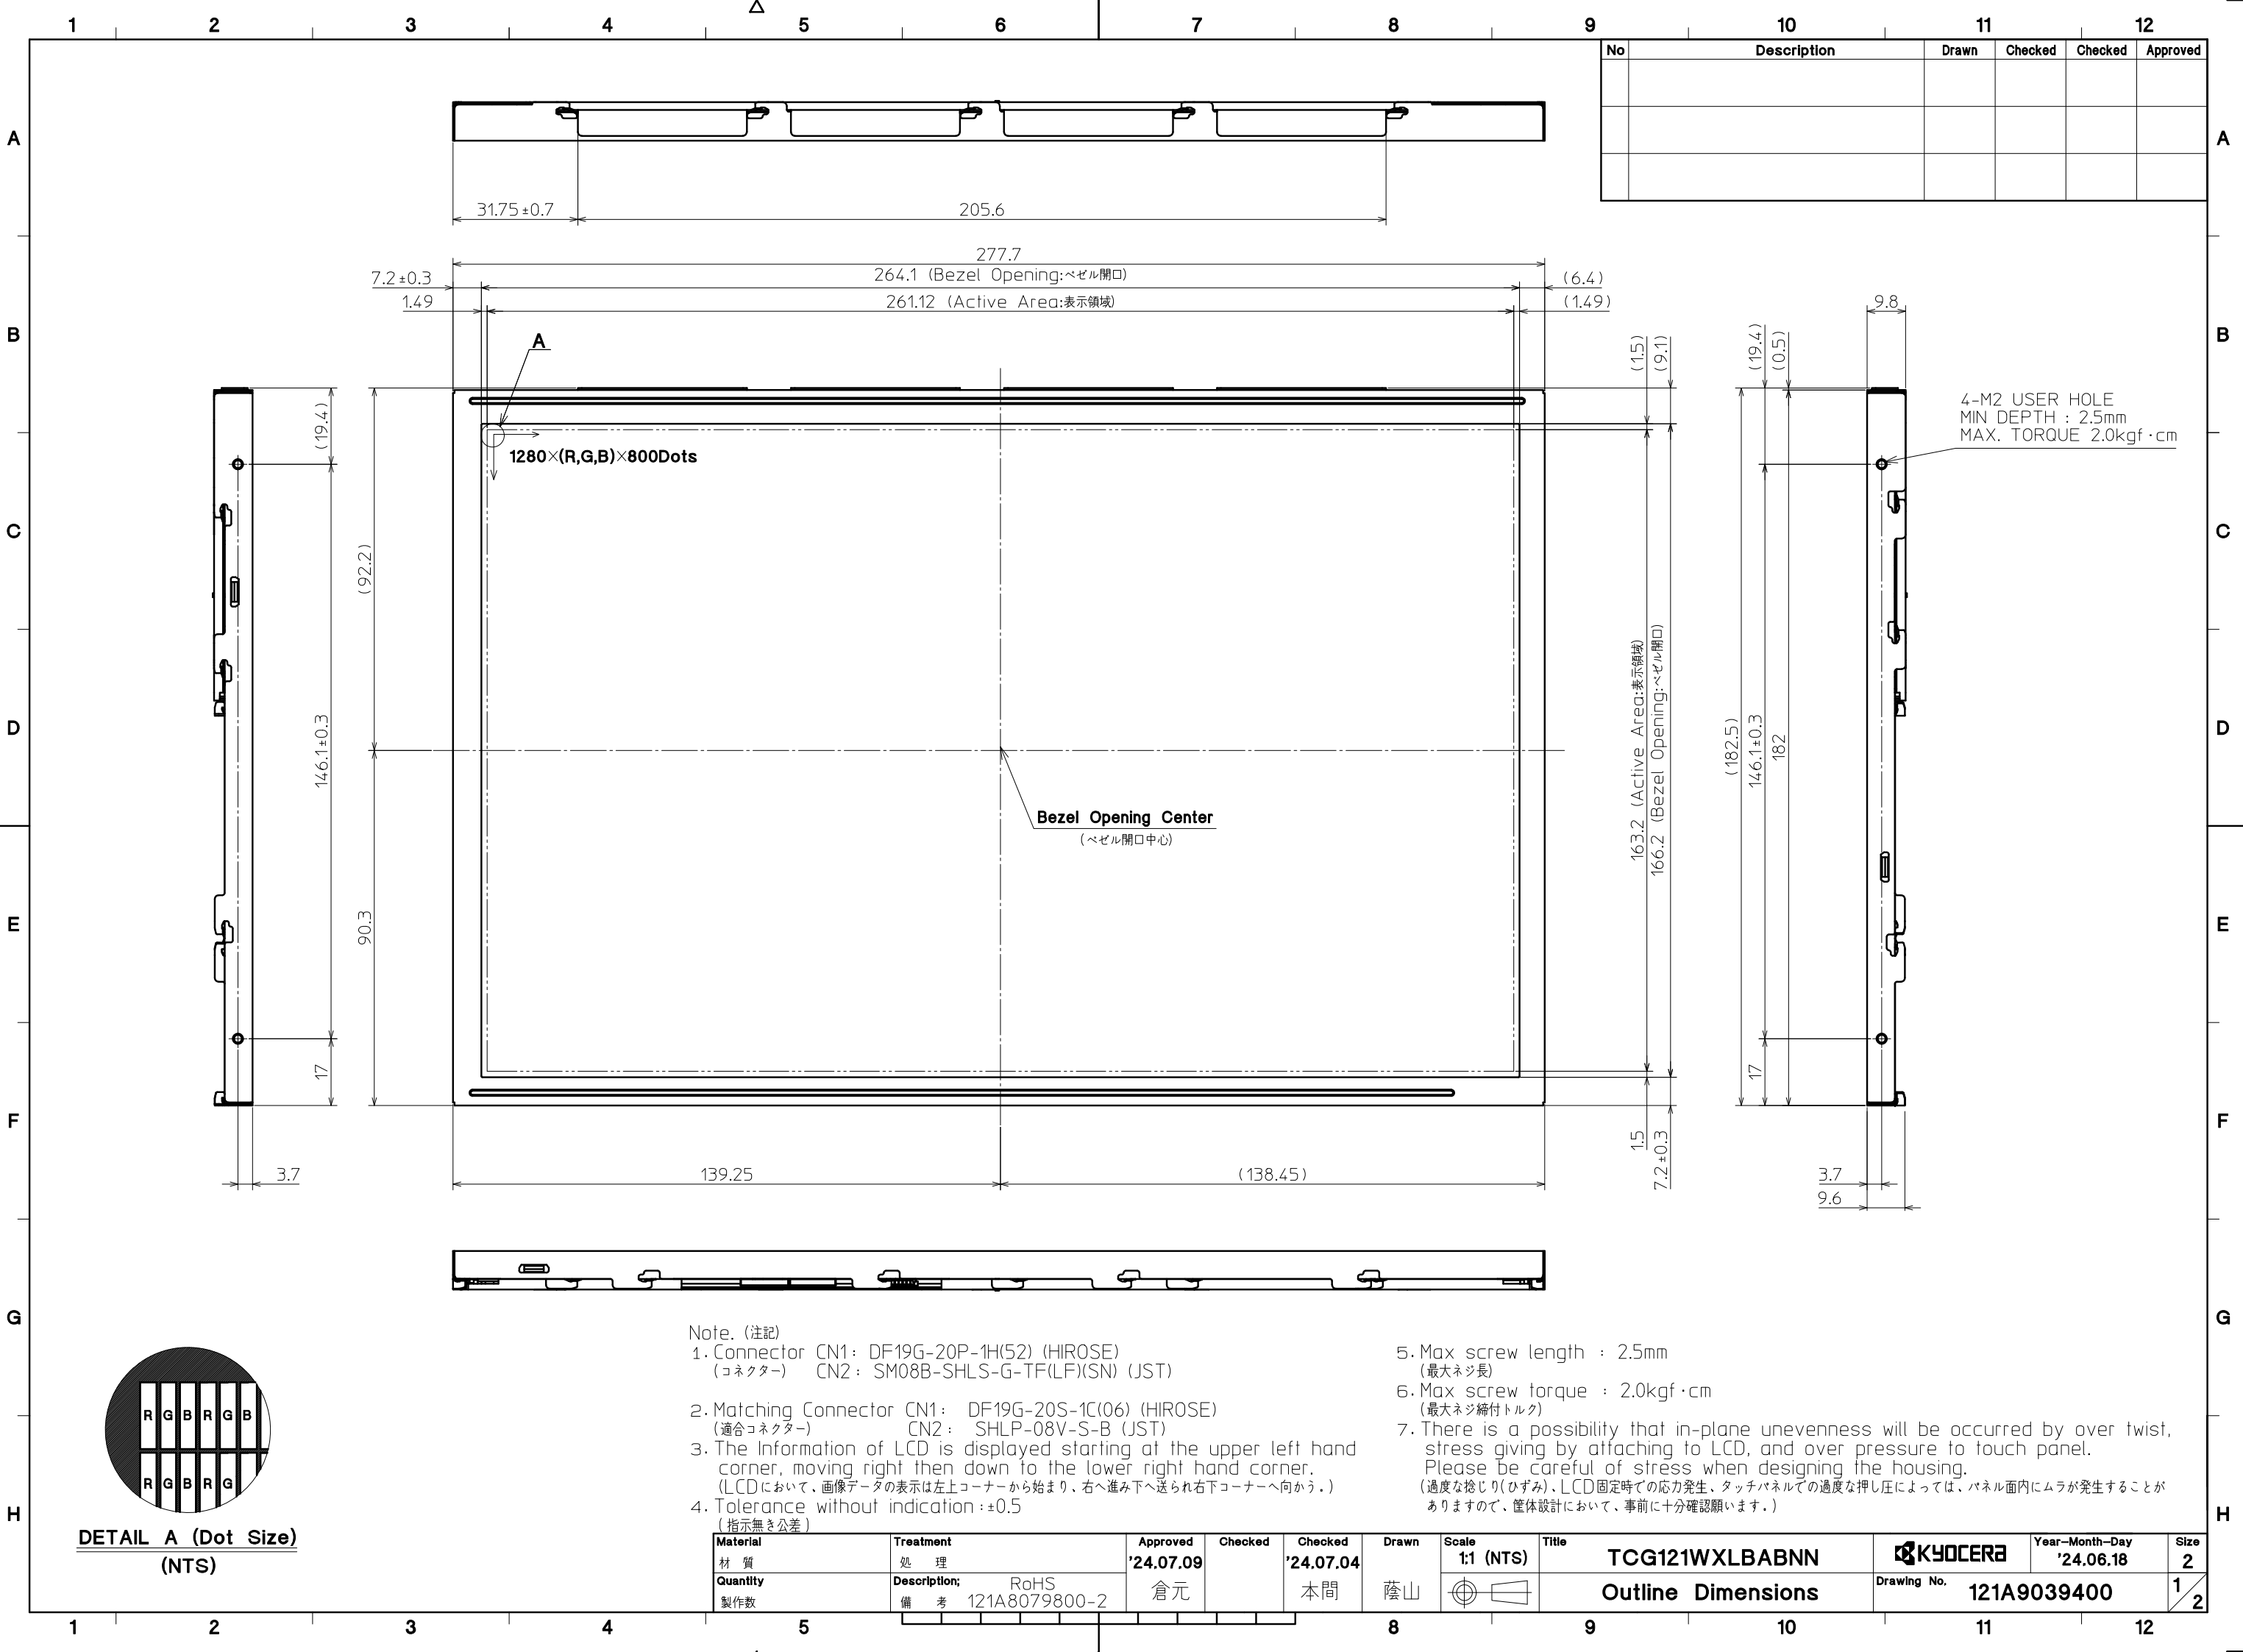 1 2 3 4 5 6 7 8 9 10 11 12
No Description Drawn Checked Checked Approved
A A
31.75±0.7 205.6
277.7
7.2±0.3 264.1 (Bezel Opening:ベゼル開口) (6.4)
1.49 261.12 (Active Area:表示領域) (1.49)
9.8
B B
A
(1.5)
(9.1)
(19.4)
(0.5)
4-M2 USER HOLE
MIN DEPTH : 2.5mm
MAX. TORQUE 2.0kgf·cm
(19.4)
1280×(R,G,B)×800Dots
C C
(92.2)
D D
146.1±0.3
163.2 (Active Area:表示領域)
166.2 (Bezel Opening:ベゼル開口)
(182.5)
146.1±0.3
182
Bezel Opening Center
(ベゼル開口中心)
E E
90.3
17
17
F F
1.5
7.2±0.3
3.7
139.25 (138.45)
3.7
9.6
G G
Note. (注記)
1. Connector CN1: DF19G-20P-1H(52) (HIROSE)
(コネクター) CN2: SM08B-SHLS-G-TF(LF)(SN) (JST)
2. Matching Connector CN1: DF19G-20S-1C(06) (HIROSE)
(適合コネクター) CN2: SHLP-08V-S-B (JST)
3. The Information of LCD is displayed starting at the upper left hand
corner, moving right then down to the lower right hand corner.
(LCDにおいて、画像データの表示は左上コーナーから始まり、右へ進み下へ送られ右下コーナーへ向かう。)
4. Tolerance without indication:±0.5
(指示無き公差)
5. Max screw length : 2.5mm
(最大ネジ長)
6. Max screw torque : 2.0kgf·cm
(最大ネジ締付トルク)
7. There is a possibility that in-plane unevenness will be occurred by over twist,
stress giving by attaching to LCD, and over pressure to touch panel.
Please be careful of stress when designing the housing.
(過度な捻じり(ひずみ)、LCD固定時での応力発生、タッチパネルでの過度な押し圧によっては、パネル面内にムラが発生することが
ありますので、筐体設計において、事前に十分確認願います。)
R G B R G B
R G B R G
H H
DETAIL A (Dot Size)
(NTS)
Material
材 質
Treatment
処 理
Quantity
製作数
Description;
備 考
RoHS
121A8079800-2
Approved
'24.07.09
倉元
Checked
Checked
'24.07.04
本間
Drawn
蔭山
Scale
1:1 (NTS)
Title
TCG121WXLBABNN
Outline Dimensions
KYOCERA
Year-Month-Day
'24.06.18
Size
2
Drawing No.
121A9039400
1/2
1 2 3 4 5 8 9 10 11 12